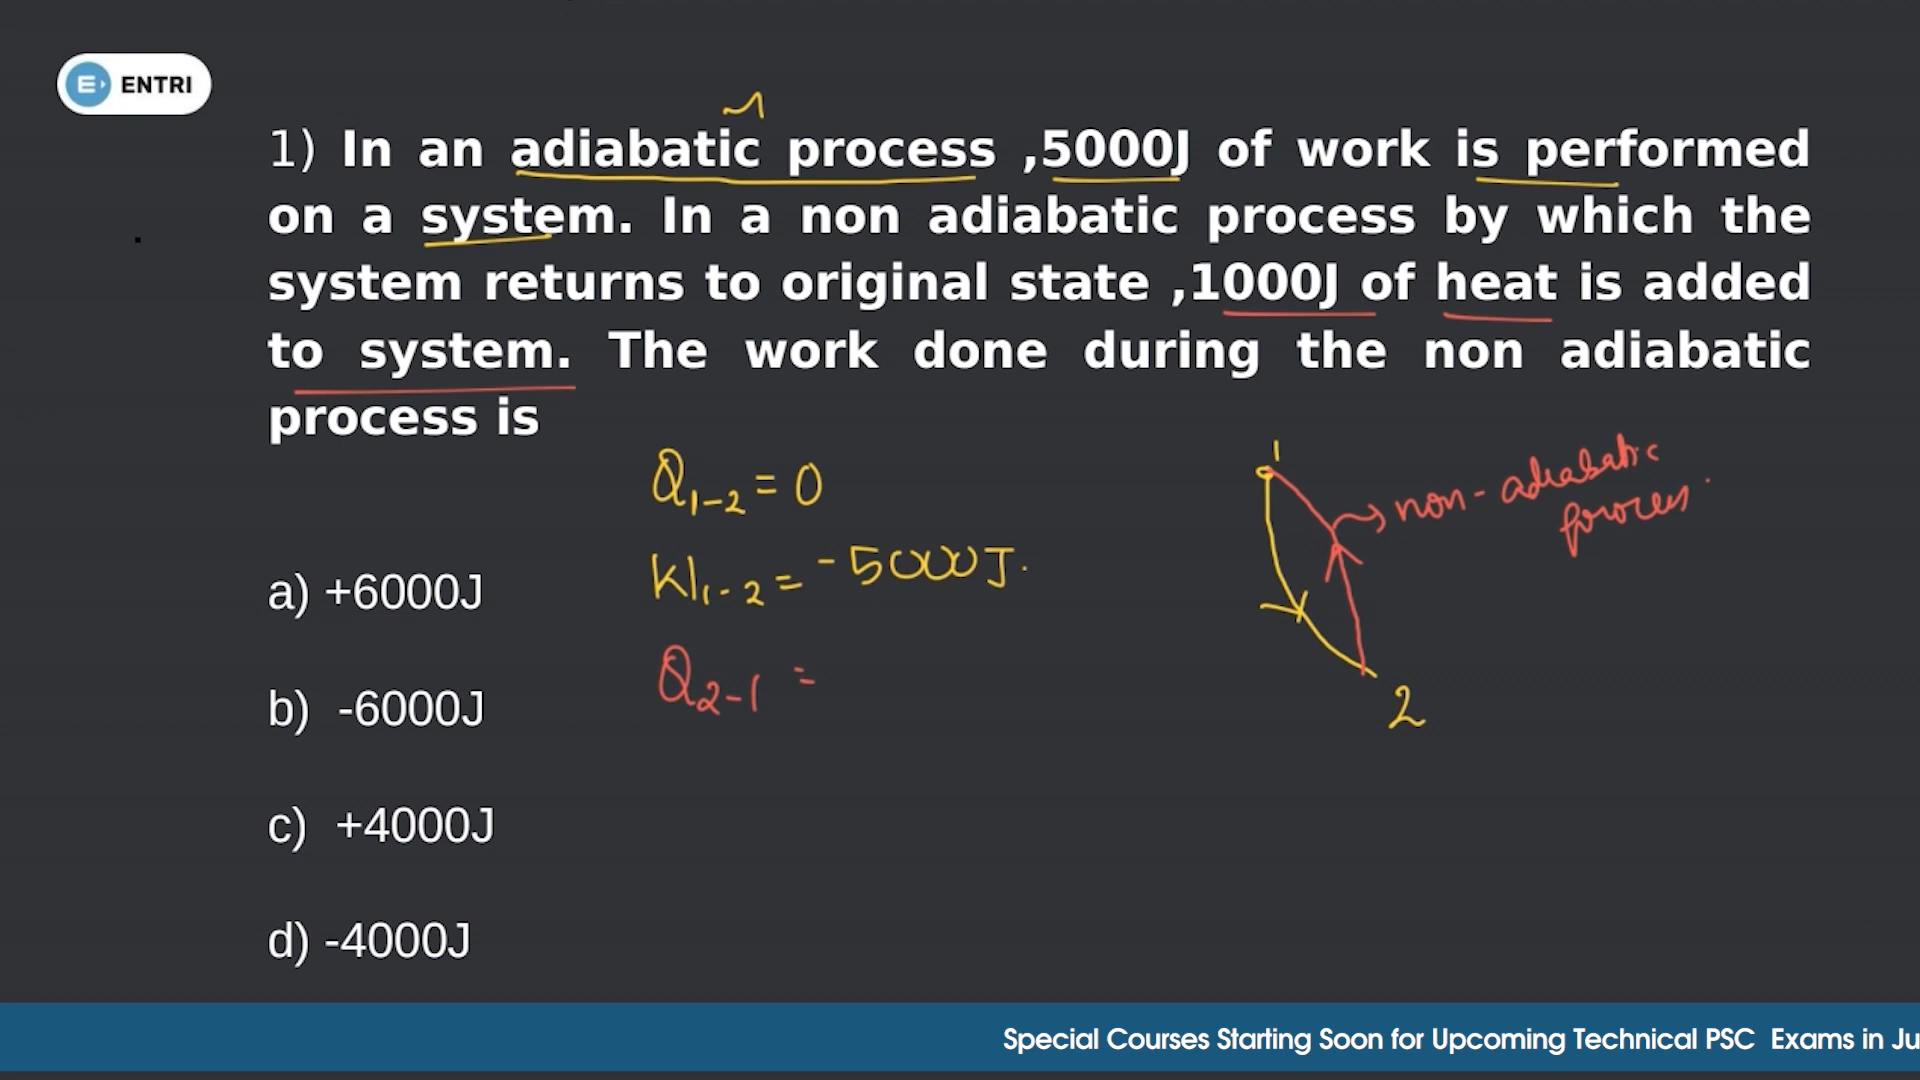 ENTRI
1) In an adiabatic process ,5000J of work is performed
on a system. In a non adiabatic process by which the
system returns to original state ,1000J of heat is added
to system. The work done during the non adiabatic
process is
Q1-2 = 0
1
non-adiabatic
process.
a) +6000J
W1-2 = -5000J.
b) -6000J
Q2-1 =
2
c) +4000J
d) -4000J
Special Courses Starting Soon for Upcoming Technical PSC Exams in Ju